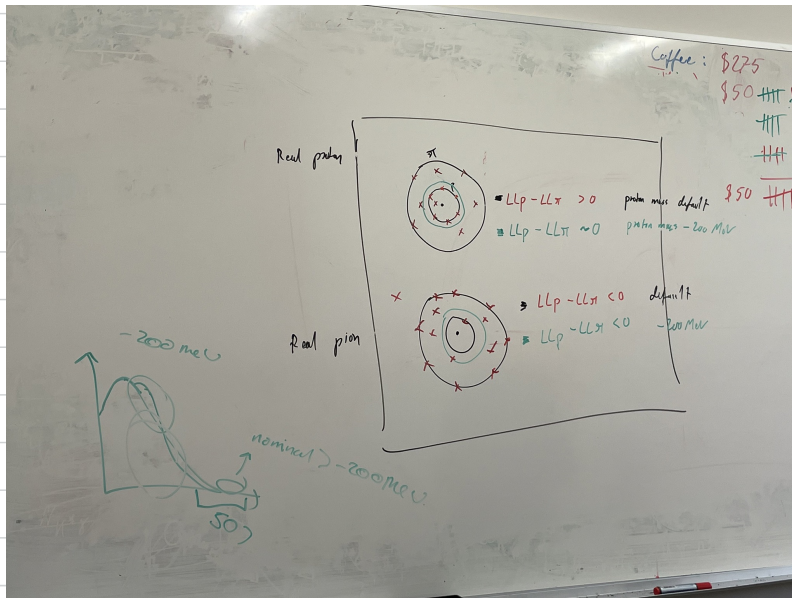 Coffee: $275
$50
$50
Real proton
π
LLp - LLπ > 0 proton mass default
LLp - LLπ ~ 0 proton mass -200 MeV
Real pion
LLp - LLπ < 0 default
LLp - LLπ < 0 -200MeV
-200 meV
nominal > -200 meV
50